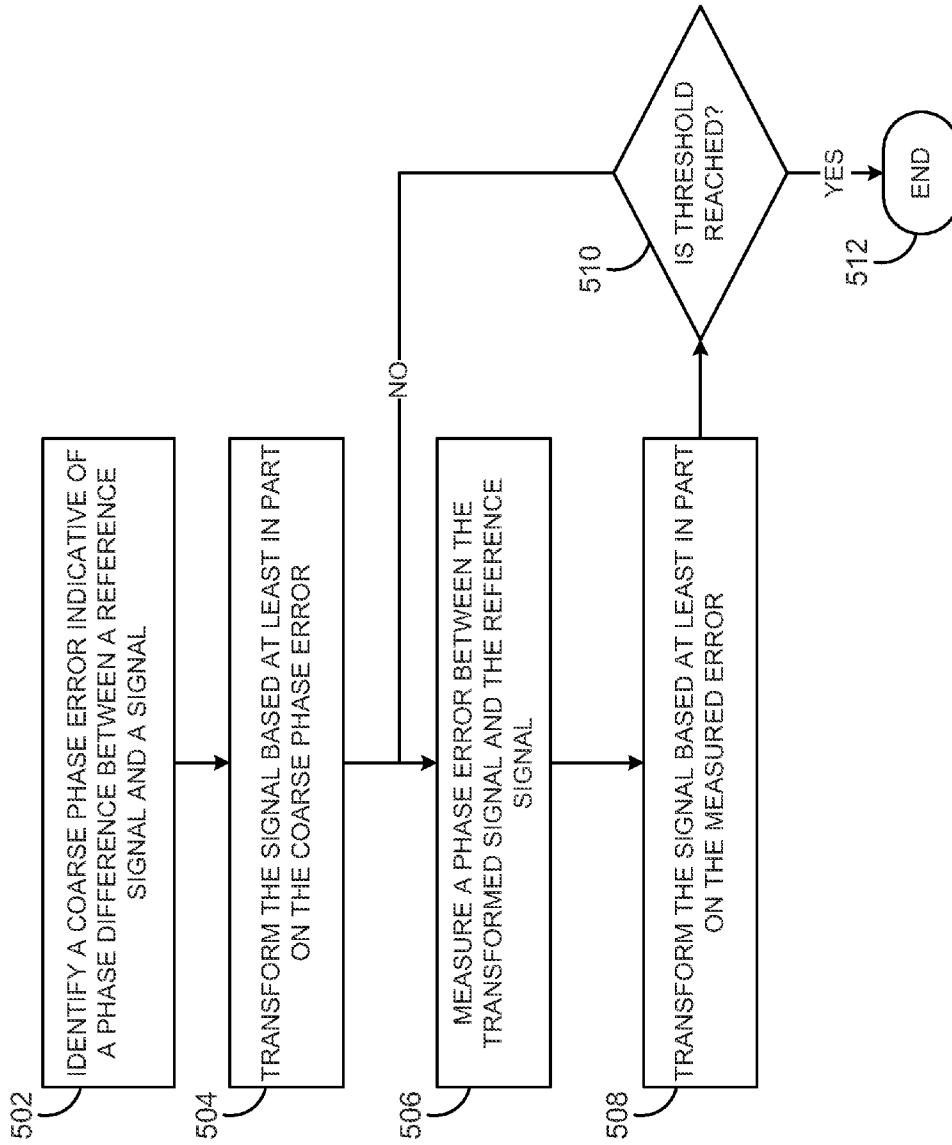 502
IDENTIFY A COARSE PHASE ERROR INDICATIVE OF
A PHASE DIFFERENCE BETWEEN A REFERENCE
SIGNAL AND A SIGNAL
504
TRANSFORM THE SIGNAL BASED AT LEAST IN PART
ON THE COARSE PHASE ERROR
NO
506
MEASURE A PHASE ERROR BETWEEN THE
TRANSFORMED SIGNAL AND THE REFERENCE
SIGNAL
508
TRANSFORM THE SIGNAL BASED AT LEAST IN PART
ON THE MEASURED ERROR
510
IS THRESHOLD
REACHED?
YES
512
END